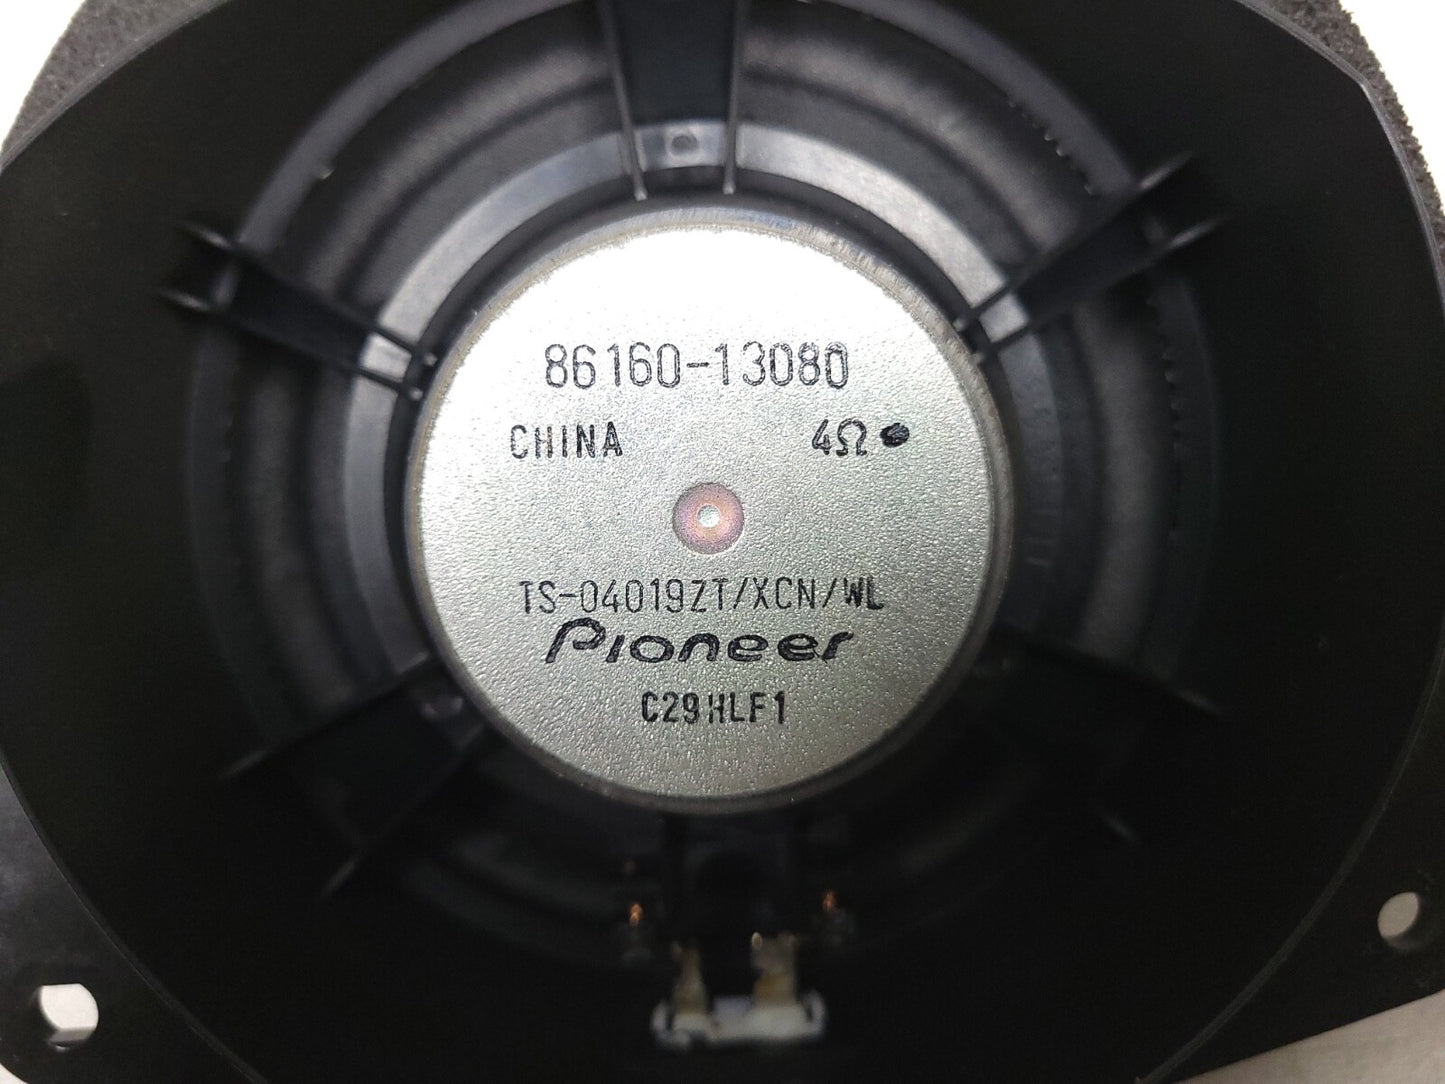 86160-13080
CHINA 4Ω
TS-04019ZT/XCN/WL
Pioneer
C29HLF1